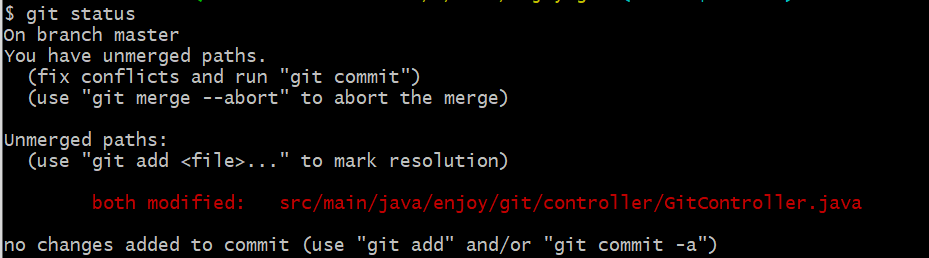 $ git status
On branch master
You have unmerged paths.
  (fix conflicts and run "git commit")
  (use "git merge --abort" to abort the merge)

Unmerged paths:
  (use "git add <file>..." to mark resolution)

        both modified:   src/main/java/enjoy/git/controller/GitController.java

no changes added to commit (use "git add" and/or "git commit -a")